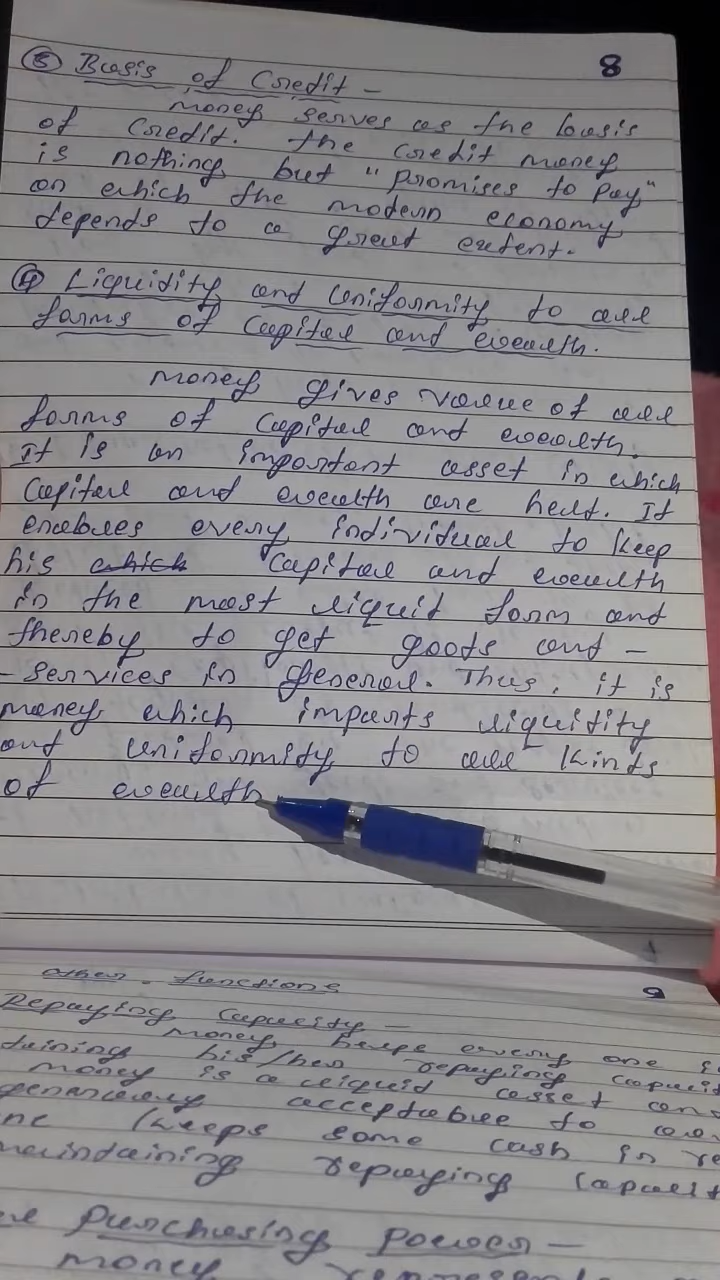 8
③ Basis of Credit -
money serves as the basis
of Credit. the credit money
is nothing but "promises to pay"
on which the modern economy
depends to a great extent.
④ Liquidity and uniformity to all
forms of Capital and wealth.
money gives value of all
forms of Capital and wealth.
It is an important asset in which
Capital and wealth are held. It
enables every individual to keep
his which Capital and wealth
in the most liquit form and
thereby to get goods and -
- services in general. Thus, it is
money which imparts liquidity
and uniformity to all kinds
of wealth
other functions
9
Repaying Capacity -
money helps every one
his/her repaying
money is a liquid asset
acceptable to
keeps some cash in
maintaining repaying
Purchasing power -
money